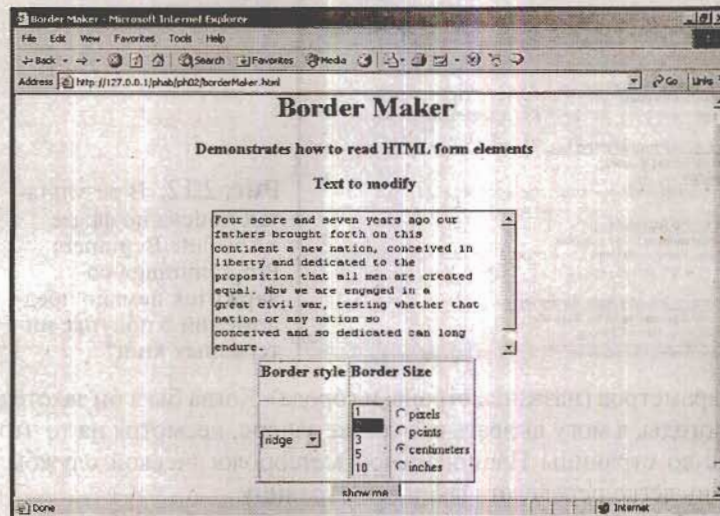 Border Maker - Microsoft Internet Explorer
File Edit View Favorites Tools Help
Back Search Favorites Media
Address http://127.0.0.1/phab/ph02/borderMaker.html Go Links
Border Maker
Demonstrates how to read HTML form elements
Text to modify
Four score and seven years ago our
fathers brought forth on this
continent a new nation, conceived in
liberty and dedicated to the
proposition that all men are created
equal. Now we are engaged in a
great civil war, testing whether that
nation or any nation so
conceived and so dedicated can long
endure.
Border style Border Size
1
3
5
10
ridge
pixels
points
centimeters
inches
show me
Done Internet